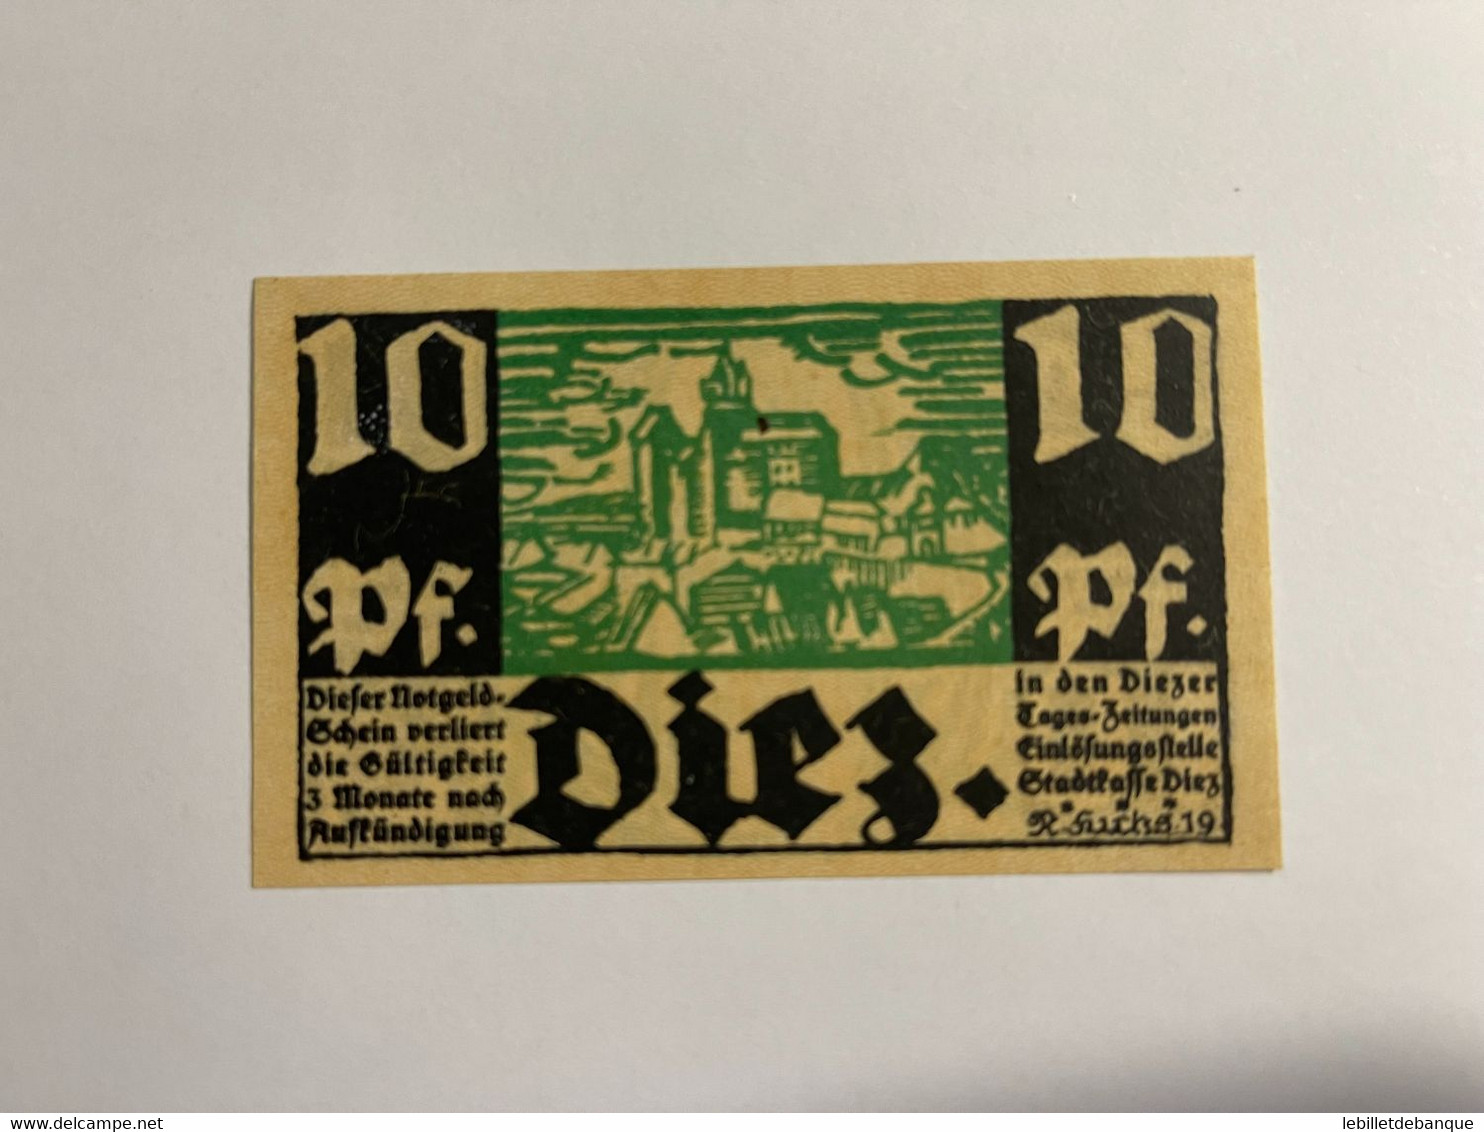 10
Pf.
10
Pf.
Dieser Notgeld-
Schein verliert
die Gültigkeit
3 Monate nach
Aufkündigung
Diez.
in den Diezer
Tages-Zeitungen
Einlösungsstelle
Stadtkasse Diez
R. Fuchs. 19
www.delcampe.net
lebilletdebanque